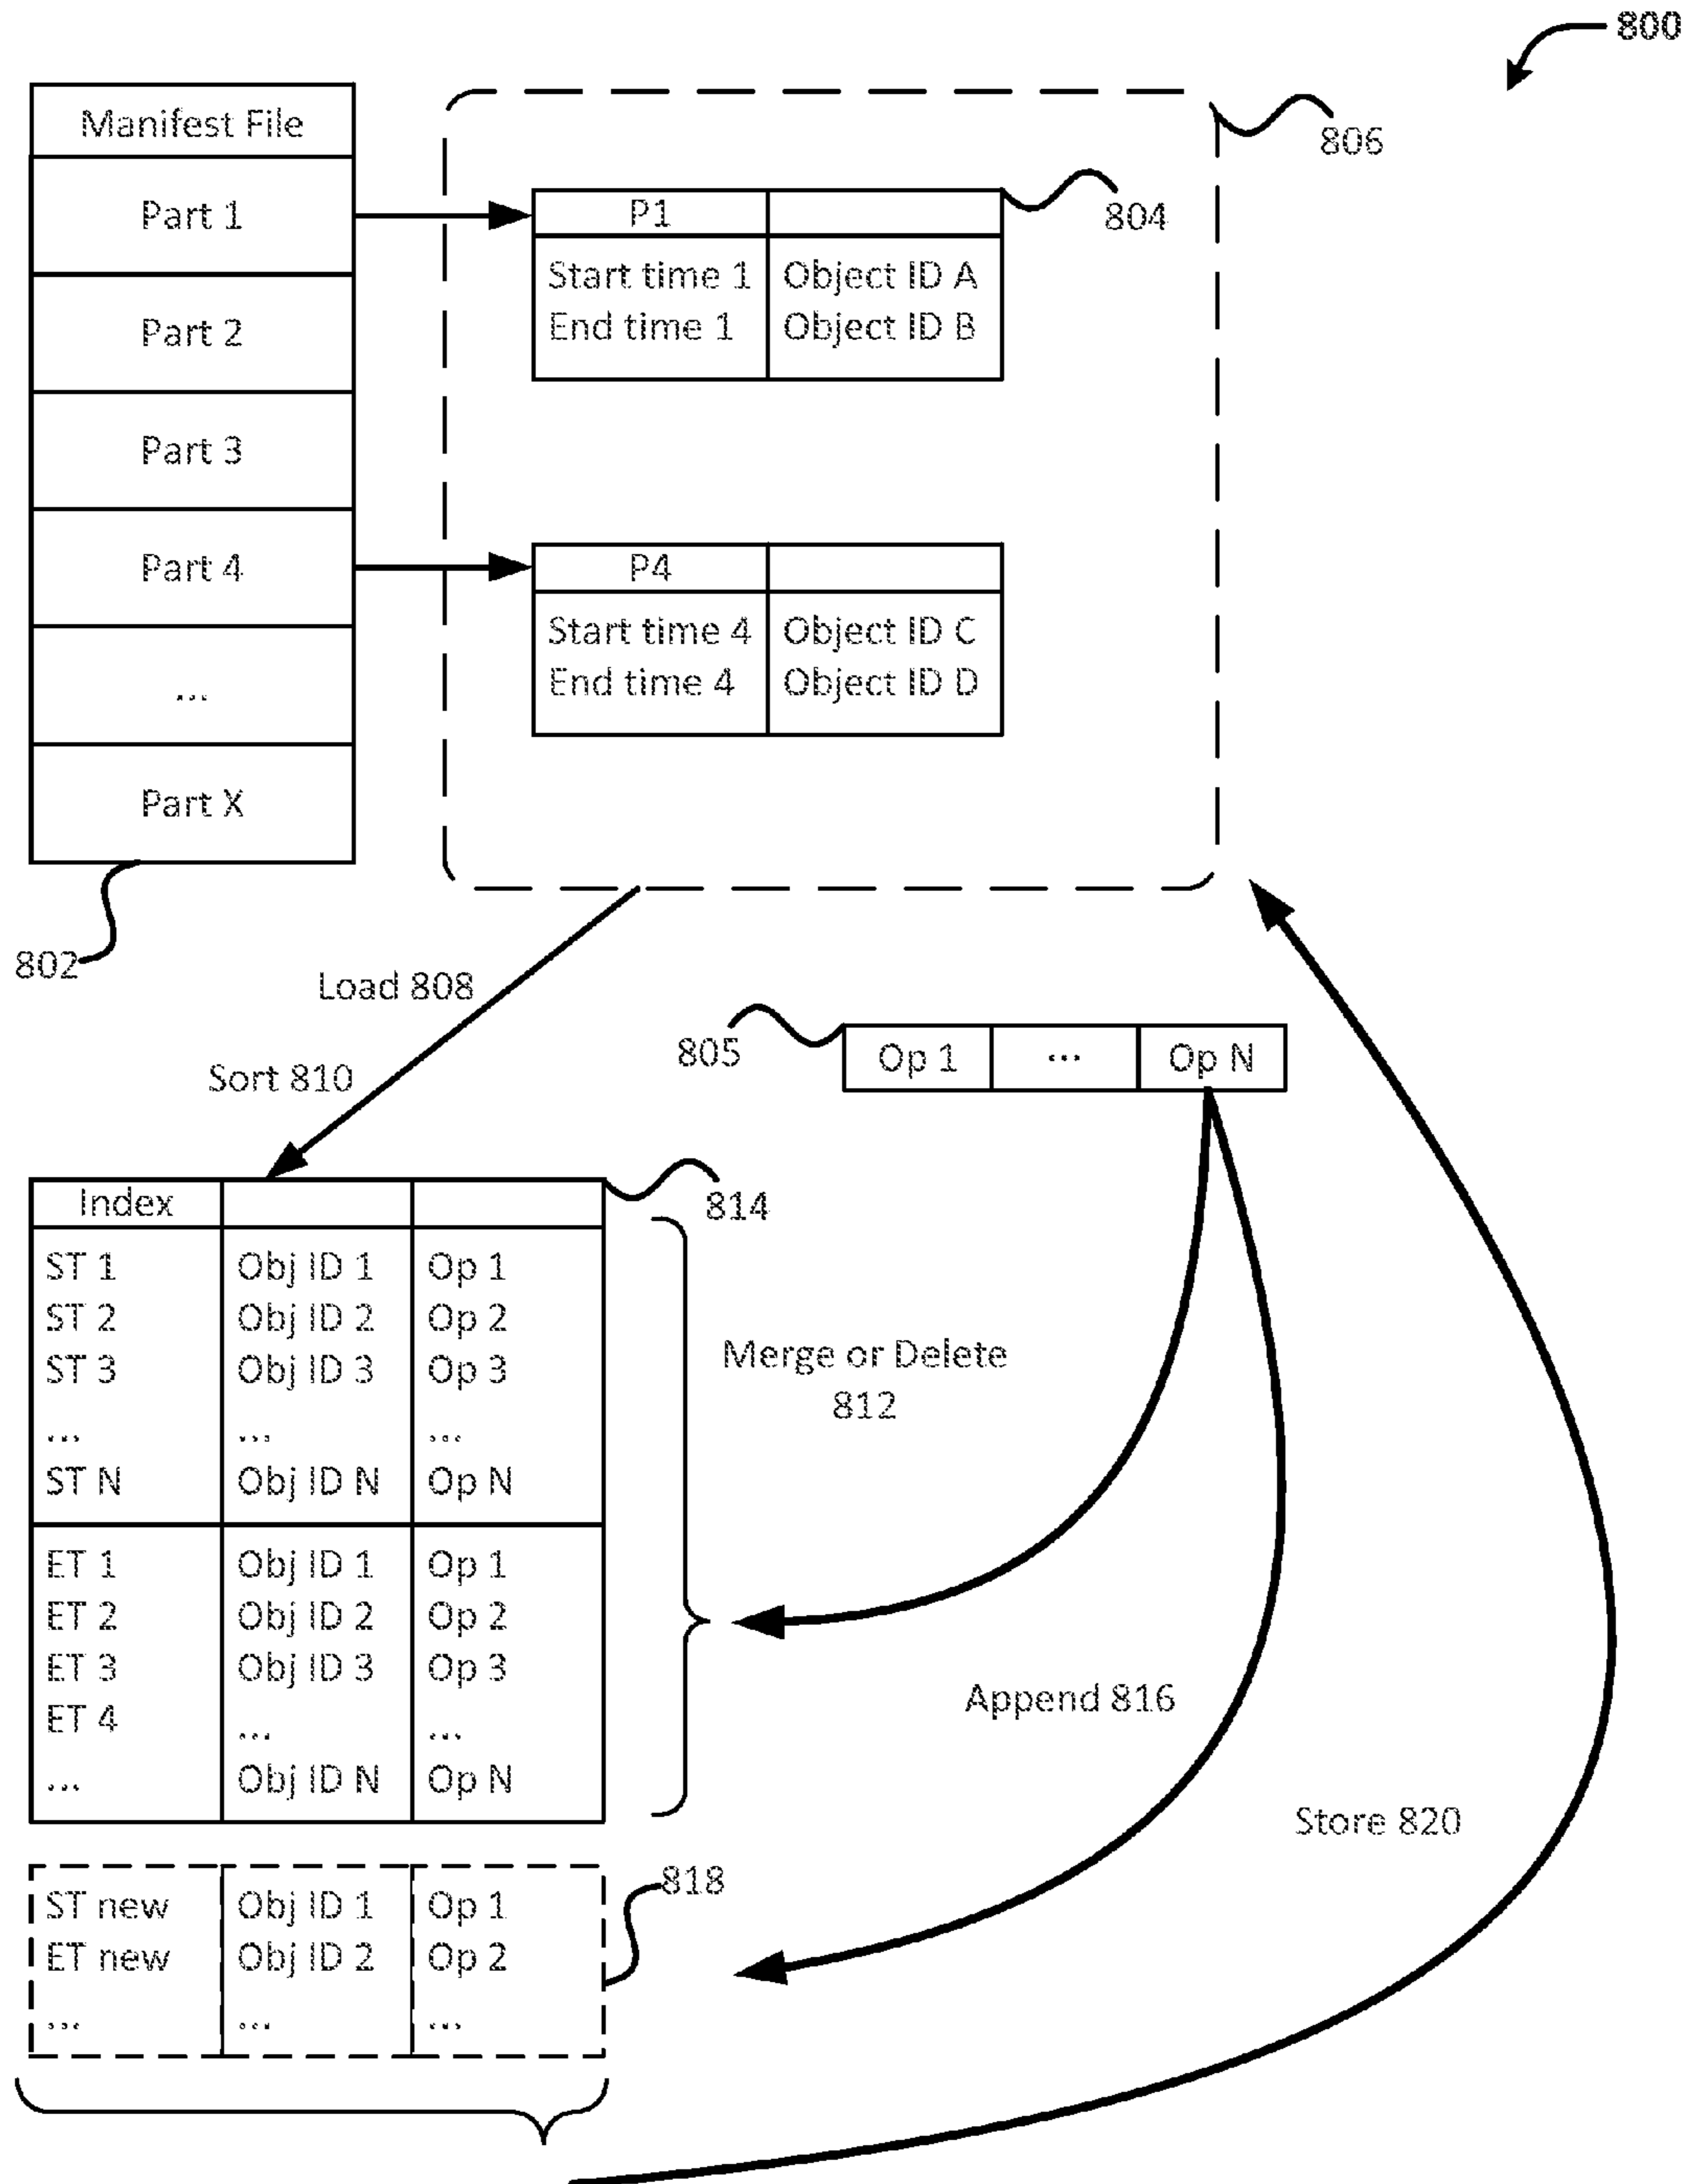 800
Manifest File
Part 1
Part 2
Part 3
Part 4
...
Part X
802
806
804
P1
Start time 1 Object ID A
End time 1 Object ID B
P4
Start time 4 Object ID C
End time 4 Object ID D
Load 808
Sort 810
805
Op 1 ... Op N
814
Index
ST 1 Obj ID 1 Op 1
ST 2 Obj ID 2 Op 2
ST 3 Obj ID 3 Op 3
... ... ...
ST N Obj ID N Op N
ET 1 Obj ID 1 Op 1
ET 2 Obj ID 2 Op 2
ET 3 Obj ID 3 Op 3
ET 4 ... ...
... Obj ID N Op N
Merge or Delete
812
Append 816
Store 820
818
ST new Obj ID 1 Op 1
ET new Obj ID 2 Op 2
... ... ...